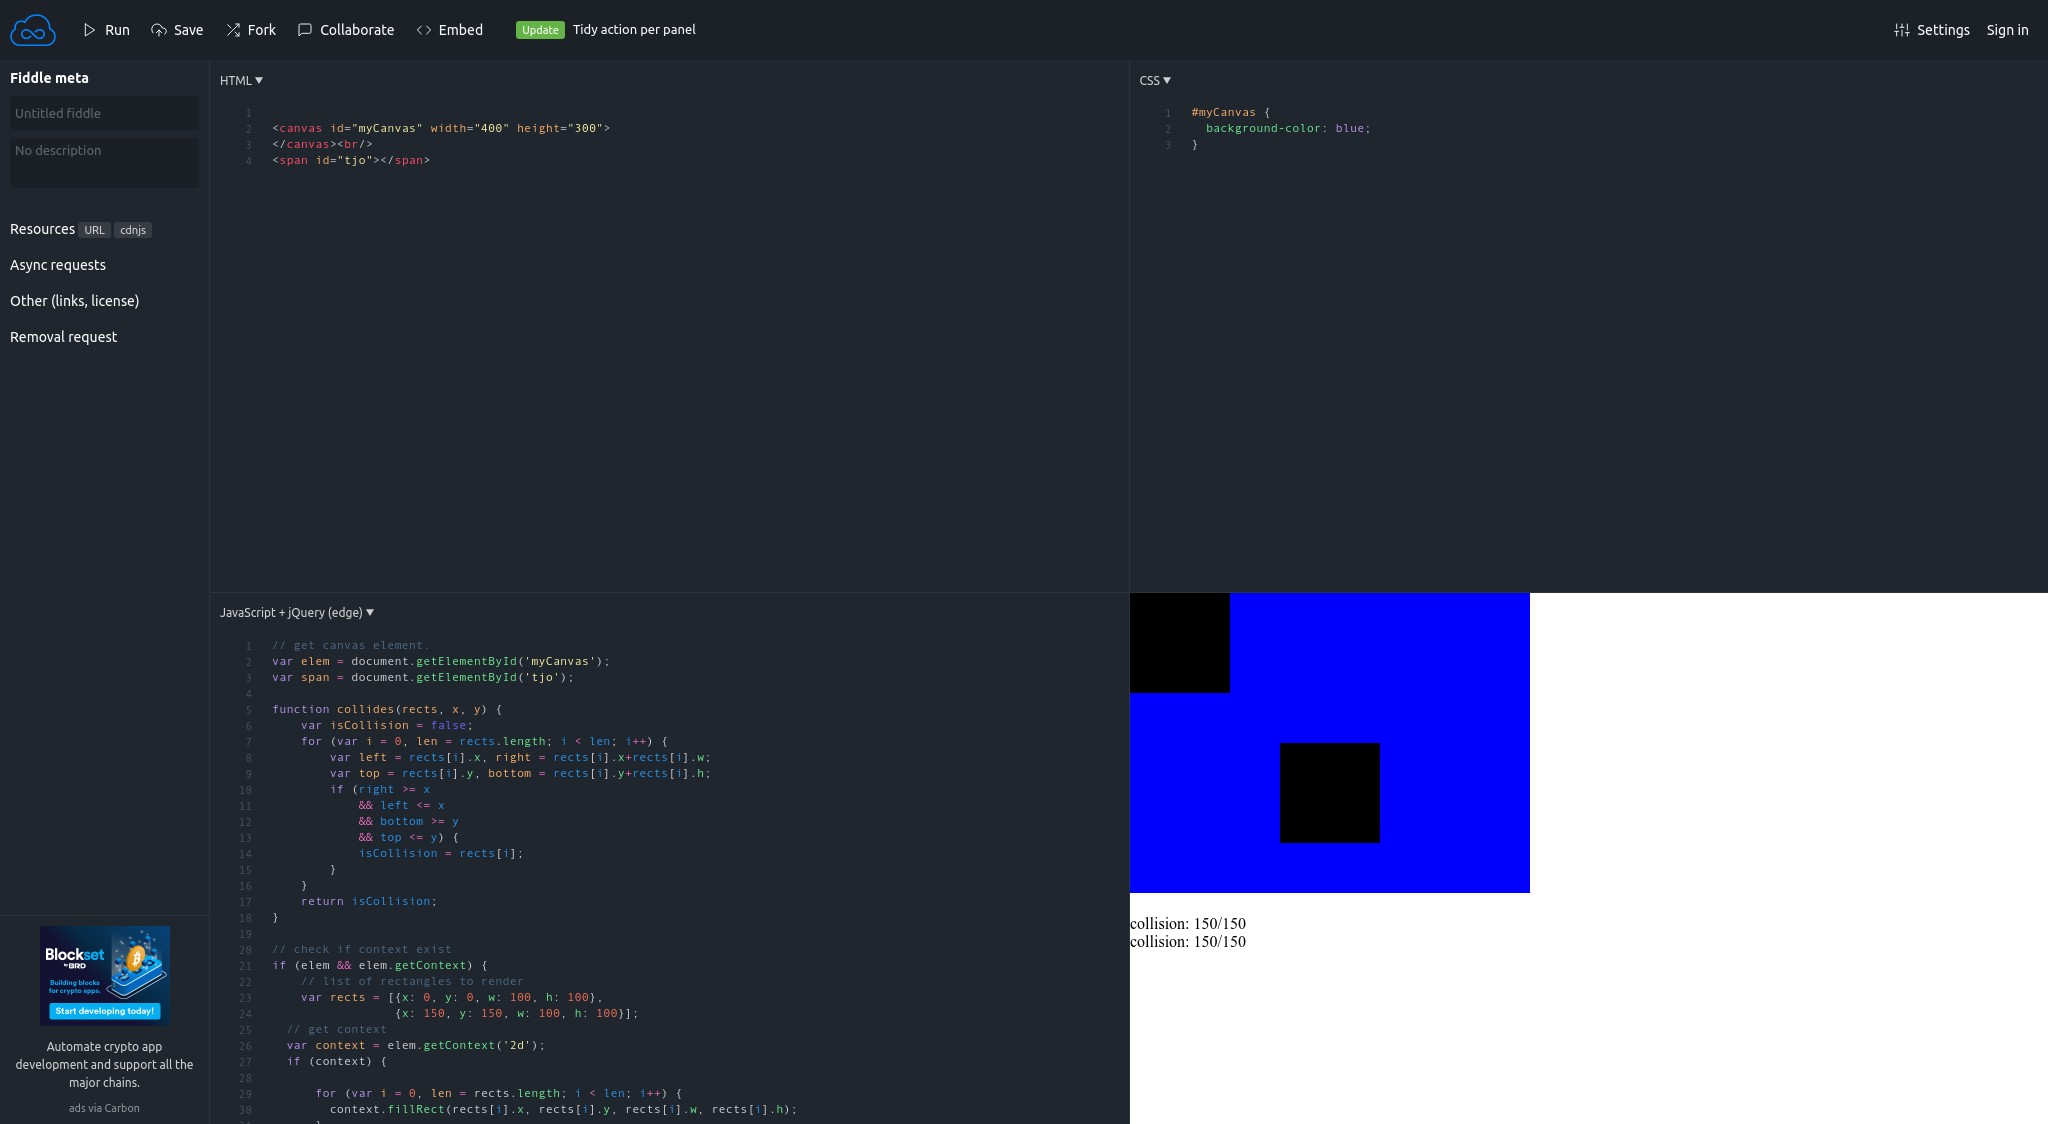 Run Save Fork Collaborate Embed Update Tidy action per panel Settings Sign in
Fiddle meta
Untitled fiddle
No description
Resources URL cdnjs
Async requests
Other (links, license)
Removal request
Blockset
by BRD
Building blocks
for crypto apps.
Start developing today!
Automate crypto app
development and support all the
major chains.
ads via Carbon
HTML
1
2 <canvas id="myCanvas" width="400" height="300">
3 </canvas><br/>
4 <span id="tjo"></span>
CSS
1 #myCanvas {
2   background-color: blue;
3 }
JavaScript + jQuery (edge)
1 // get canvas element.
2 var elem = document.getElementById('myCanvas');
3 var span = document.getElementById('tjo');
4
5 function collides(rects, x, y) {
6     var isCollision = false;
7     for (var i = 0, len = rects.length; i < len; i++) {
8         var left = rects[i].x, right = rects[i].x+rects[i].w;
9         var top = rects[i].y, bottom = rects[i].y+rects[i].h;
10         if (right >= x
11             && left <= x
12             && bottom >= y
13             && top <= y) {
14             isCollision = rects[i];
15         }
16     }
17     return isCollision;
18 }
19
20 // check if context exist
21 if (elem && elem.getContext) {
22     // list of rectangles to render
23     var rects = [{x: 0, y: 0, w: 100, h: 100},
24                  {x: 150, y: 150, w: 100, h: 100}];
25   // get context
26   var context = elem.getContext('2d');
27   if (context) {
28
29       for (var i = 0, len = rects.length; i < len; i++) {
30         context.fillRect(rects[i].x, rects[i].y, rects[i].w, rects[i].h);
collision: 150/150
collision: 150/150